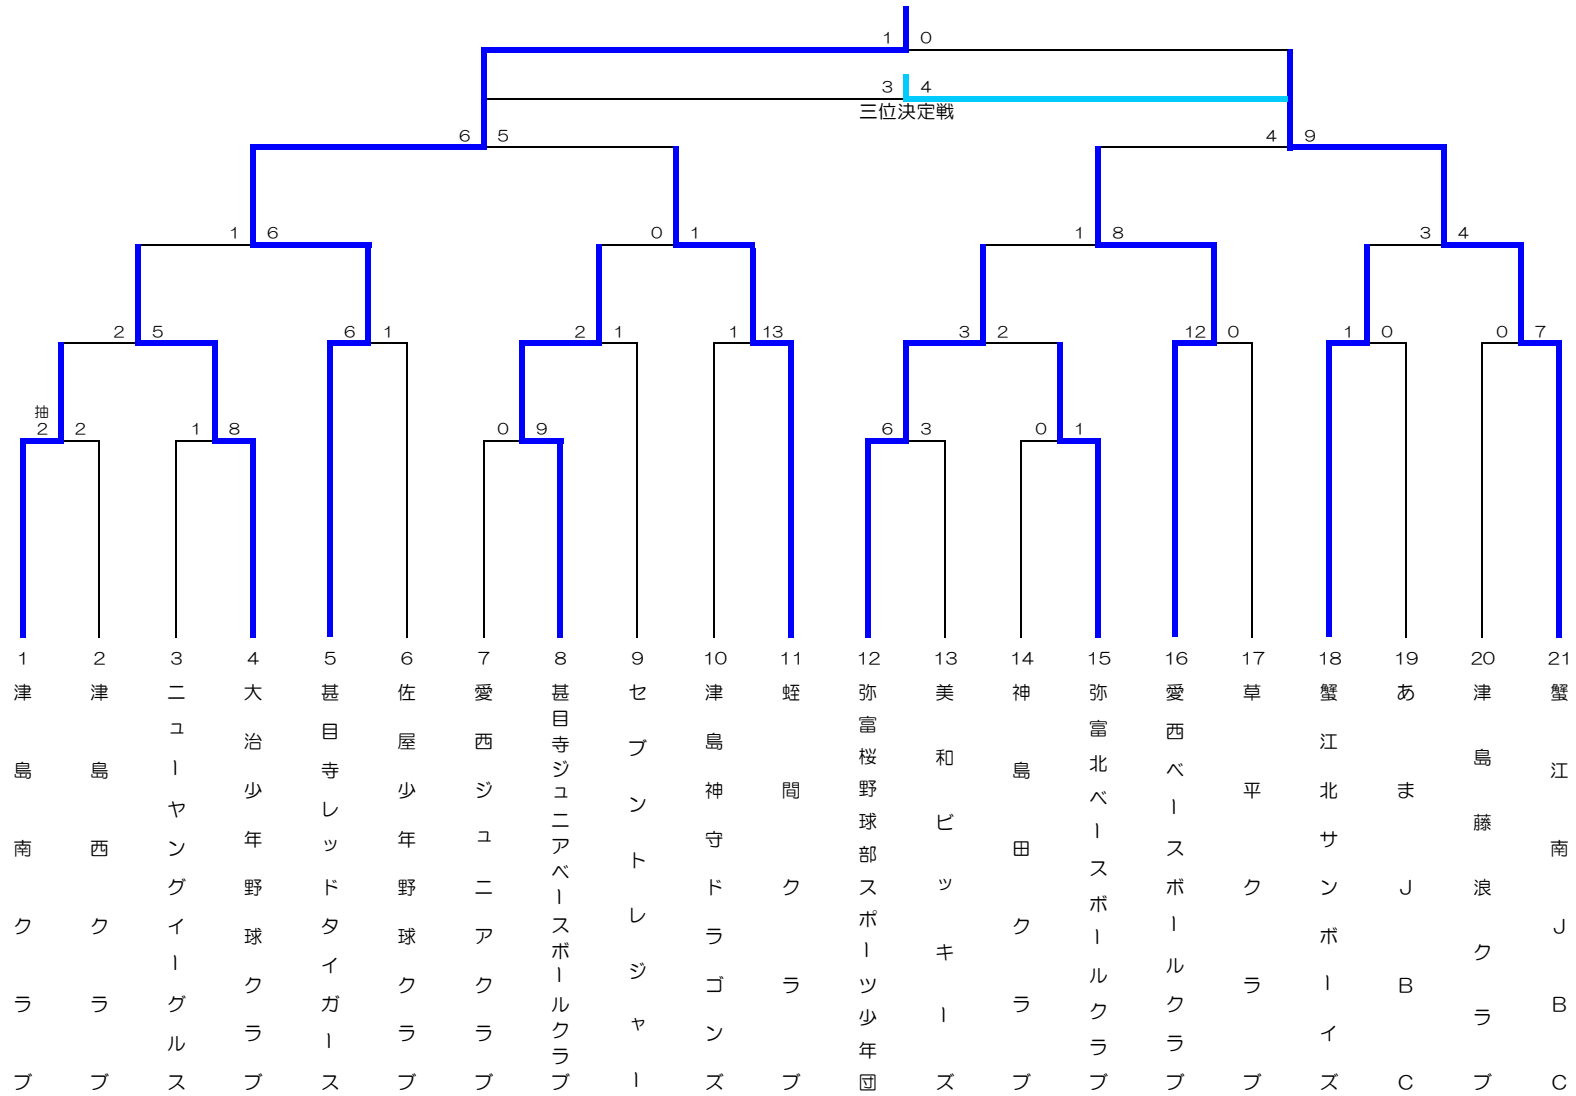 1 0
3 4
三位決定戦
6 5 4 9
1 6 0 1 1 8 3 4
2 5 6 1 2 1 1 13 3 2 12 0 1 0 0 7
抽
2 2 1 8 0 9 6 3 0 1
1 2 3 4 5 6 7 8 9 10 11 12 13 14 15 16 17 18 19 20 21
津島南クラブ
津島西クラブ
ニューヤングイーグルス
大治少年野球クラブ
甚目寺レッドタイガース
佐屋少年野球クラブ
愛西ジュニアクラブ
甚目寺ジュニアベースボールクラブ
セブントレジャー
津島神守ドラゴンズ
蛭間クラブ
弥富桜野球部スポーツ少年団
美和ビッキーズ
神島田クラブ
弥富北ベースボールクラブ
愛西ベースボールクラブ
草平クラブ
蟹江北サンボーイズ
あまJBC
津島藤浪クラブ
蟹江南JBC